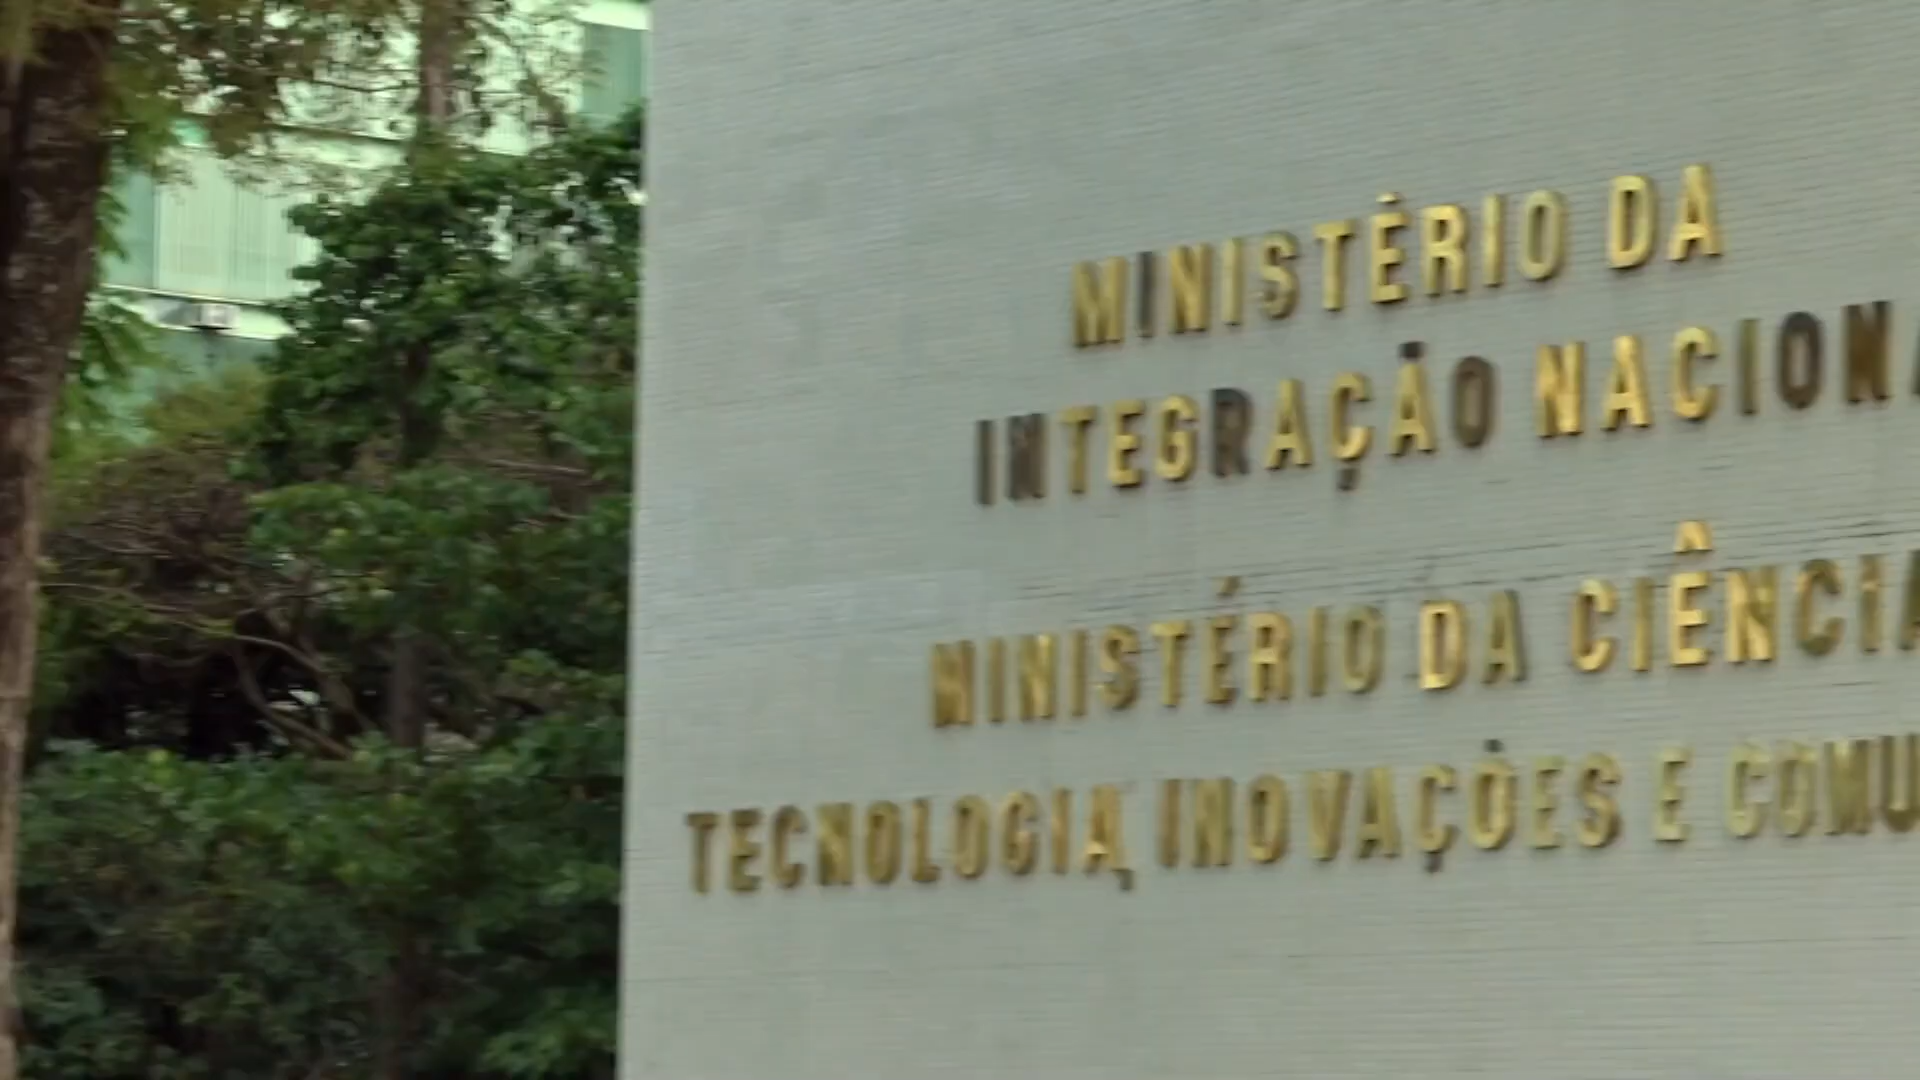 MINISTÉRIO DA
INTEGRAÇÃO NACIONA
MINISTÉRIO DA CIÊNCIA
TECNOLOGIA, INOVAÇÕES E COMU